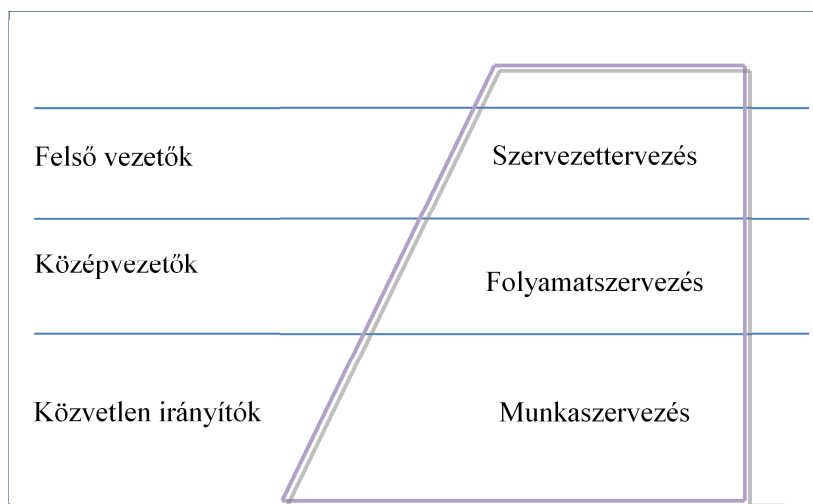 Felső vezetők
Szervezettervezés
Középvezetők
Folyamatszervezés
Közvetlen irányítók
Munkaszervezés